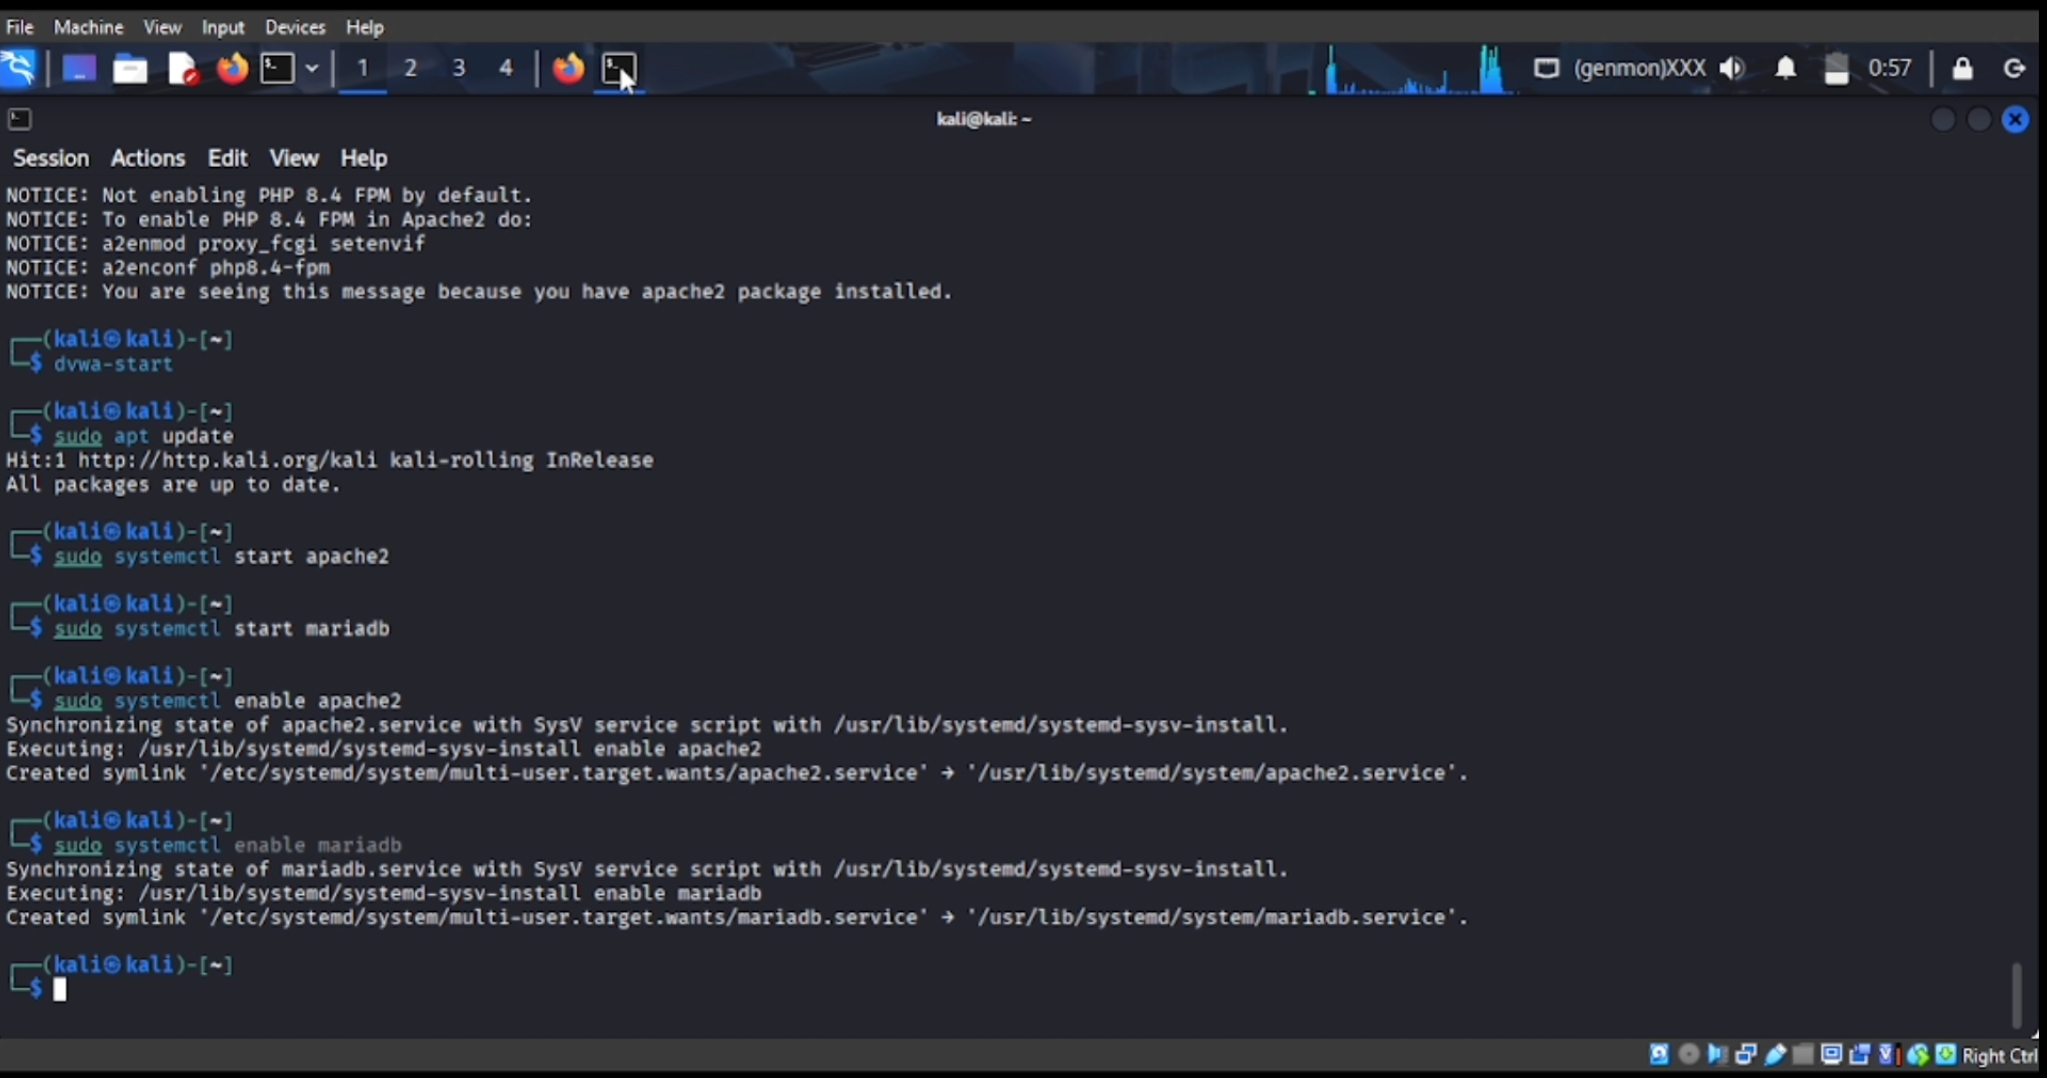 File Machine View Input Devices Help
1 2 3 4 (genmon)XXX 0:57
kali@kali: ~
Session Actions Edit View Help
NOTICE: Not enabling PHP 8.4 FPM by default.
NOTICE: To enable PHP 8.4 FPM in Apache2 do:
NOTICE: a2enmod proxy_fcgi setenvif
NOTICE: a2enconf php8.4-fpm
NOTICE: You are seeing this message because you have apache2 package installed.
┌──(kali㉿kali)-[~]
└─$ dvwa-start
┌──(kali㉿kali)-[~]
└─$ sudo apt update
Hit:1 http://http.kali.org/kali kali-rolling InRelease
All packages are up to date.
┌──(kali㉿kali)-[~]
└─$ sudo systemctl start apache2
┌──(kali㉿kali)-[~]
└─$ sudo systemctl start mariadb
┌──(kali㉿kali)-[~]
└─$ sudo systemctl enable apache2
Synchronizing state of apache2.service with SysV service script with /usr/lib/systemd/systemd-sysv-install.
Executing: /usr/lib/systemd/systemd-sysv-install enable apache2
Created symlink '/etc/systemd/system/multi-user.target.wants/apache2.service' → '/usr/lib/systemd/system/apache2.service'.
┌──(kali㉿kali)-[~]
└─$ sudo systemctl enable mariadb
Synchronizing state of mariadb.service with SysV service script with /usr/lib/systemd/systemd-sysv-install.
Executing: /usr/lib/systemd/systemd-sysv-install enable mariadb
Created symlink '/etc/systemd/system/multi-user.target.wants/mariadb.service' → '/usr/lib/systemd/system/mariadb.service'.
┌──(kali㉿kali)-[~]
└─$
Right Ctrl